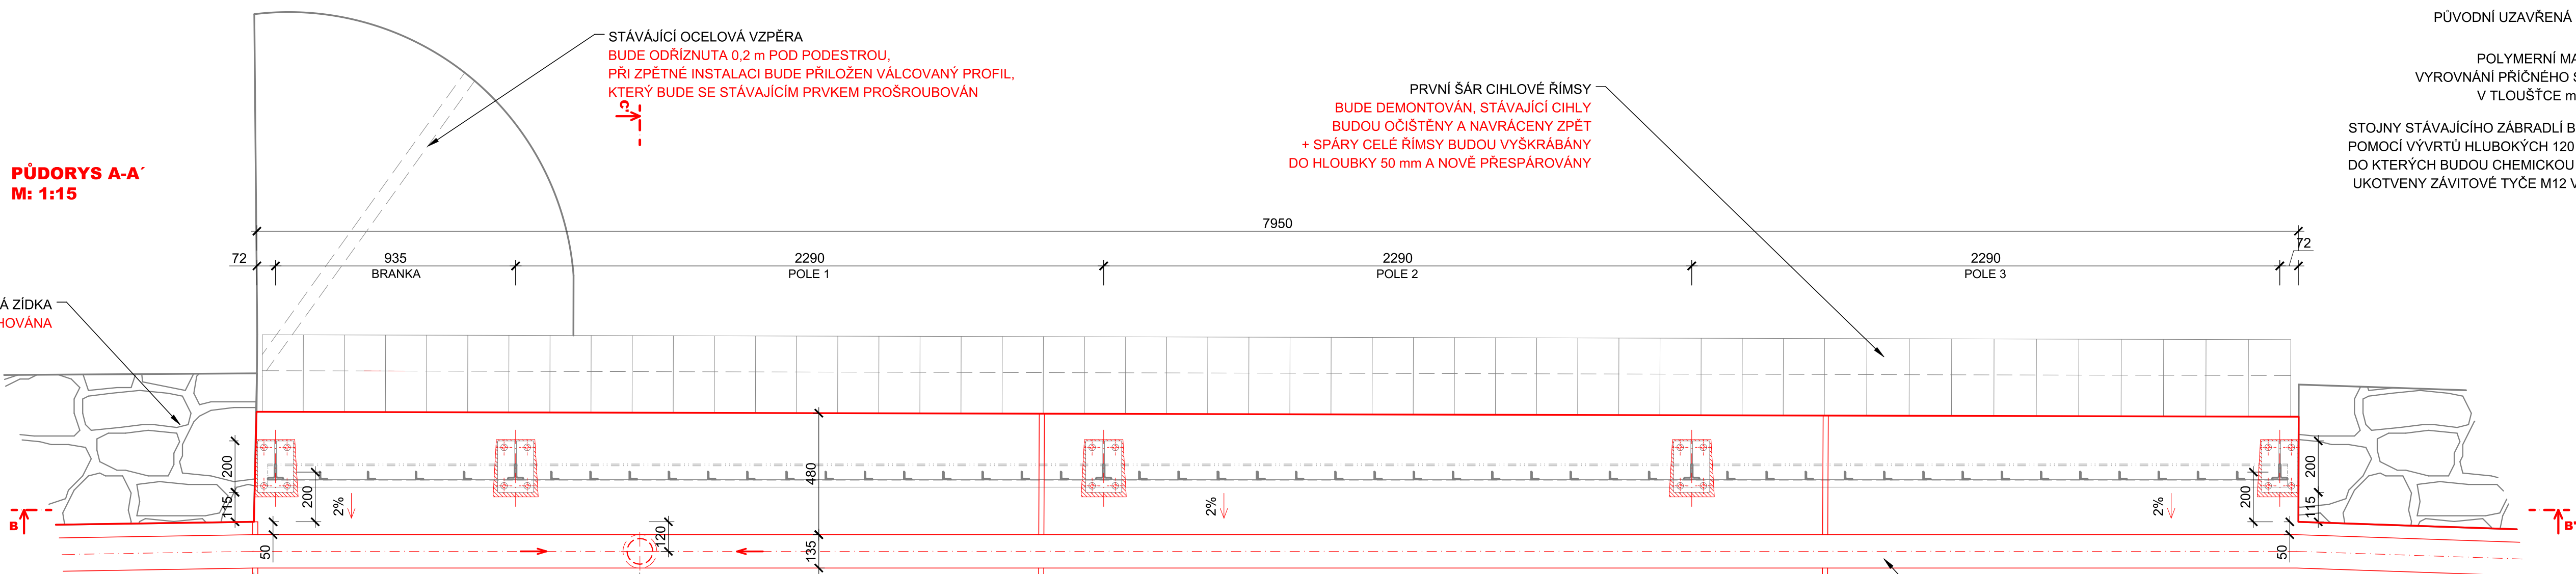 PŮVODNÍ UZAVŘENÁ
STÁVÁJÍCÍ OCELOVÁ VZPĚRA
BUDE ODŘÍZNUTA 0,2 m POD PODESTROU,
PŘI ZPĚTNÉ INSTALACI BUDE PŘILOŽEN VÁLCOVANÝ PROFIL,
KTERÝ BUDE SE STÁVAJÍCÍM PRVKEM PROŠROUBOVÁN
C'
PRVNÍ ŠÁR CIHLOVÉ ŘÍMSY
BUDE DEMONTOVÁN, STÁVAJÍCÍ CIHLY
BUDOU OČIŠTĚNY A NAVRÁCENY ZPĚT
+ SPÁRY CELÉ ŘÍMSY BUDOU VYŠKRÁBÁNY
DO HLOUBKY 50 mm A NOVĚ PŘESPÁROVÁNY
POLYMERNÍ MA
VYROVNÁNÍ PŘÍČNÉHO S
V TLOUŠŤCE m
STOJNY STÁVAJÍCÍHO ZÁBRADLÍ B
POMOCÍ VÝVRTŮ HLUBOKÝCH 120
DO KTERÝCH BUDOU CHEMICKOU
UKOTVENY ZÁVITOVÉ TYČE M12 V
PŮDORYS A-A´
M: 1:15
7950
72 935 2290 2290 2290 72
BRANKA POLE 1 POLE 2 POLE 3
Á ZÍDKA
HOVÁNA
200 115 200 2% 480 2% 2% 200 200 115
B B'
50 120 135 50